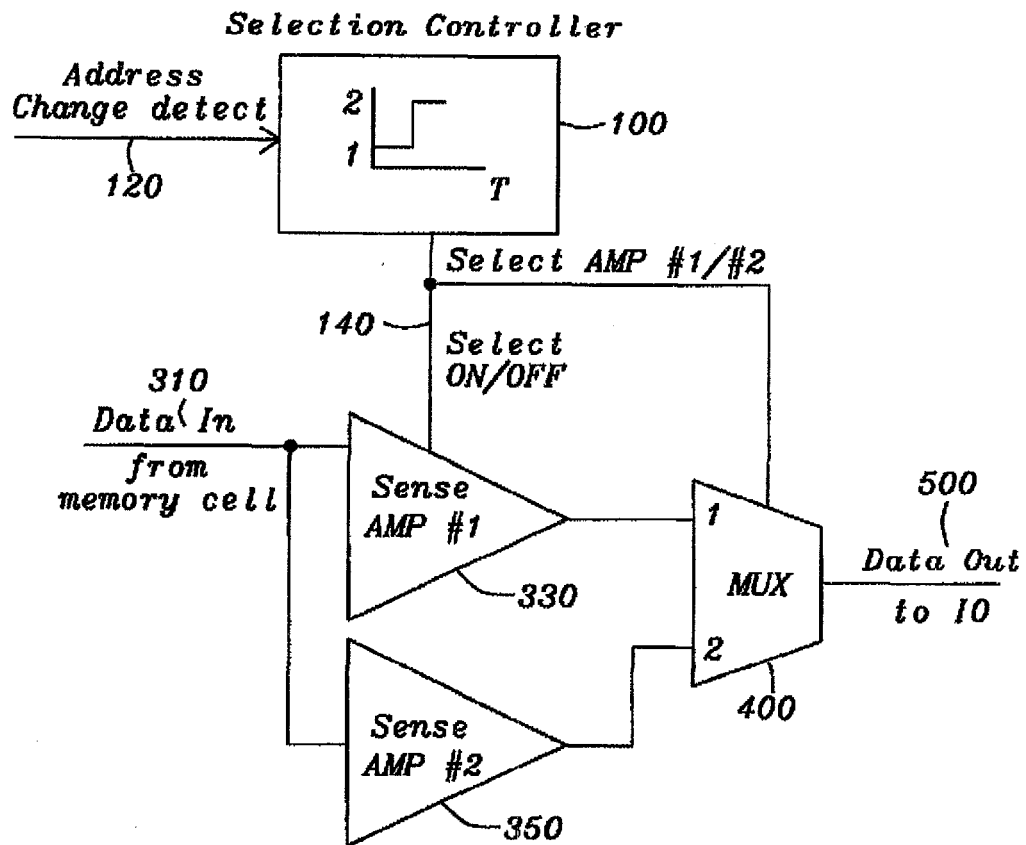 Selection Controller
Address
Change detect
120
2
1
T
100
Select AMP #1/#2
140
Select
ON/OFF
310
Data In
from
memory cell
Sense
AMP #1
330
Sense
AMP #2
350
1
MUX
2
400
500
Data Out
to IO